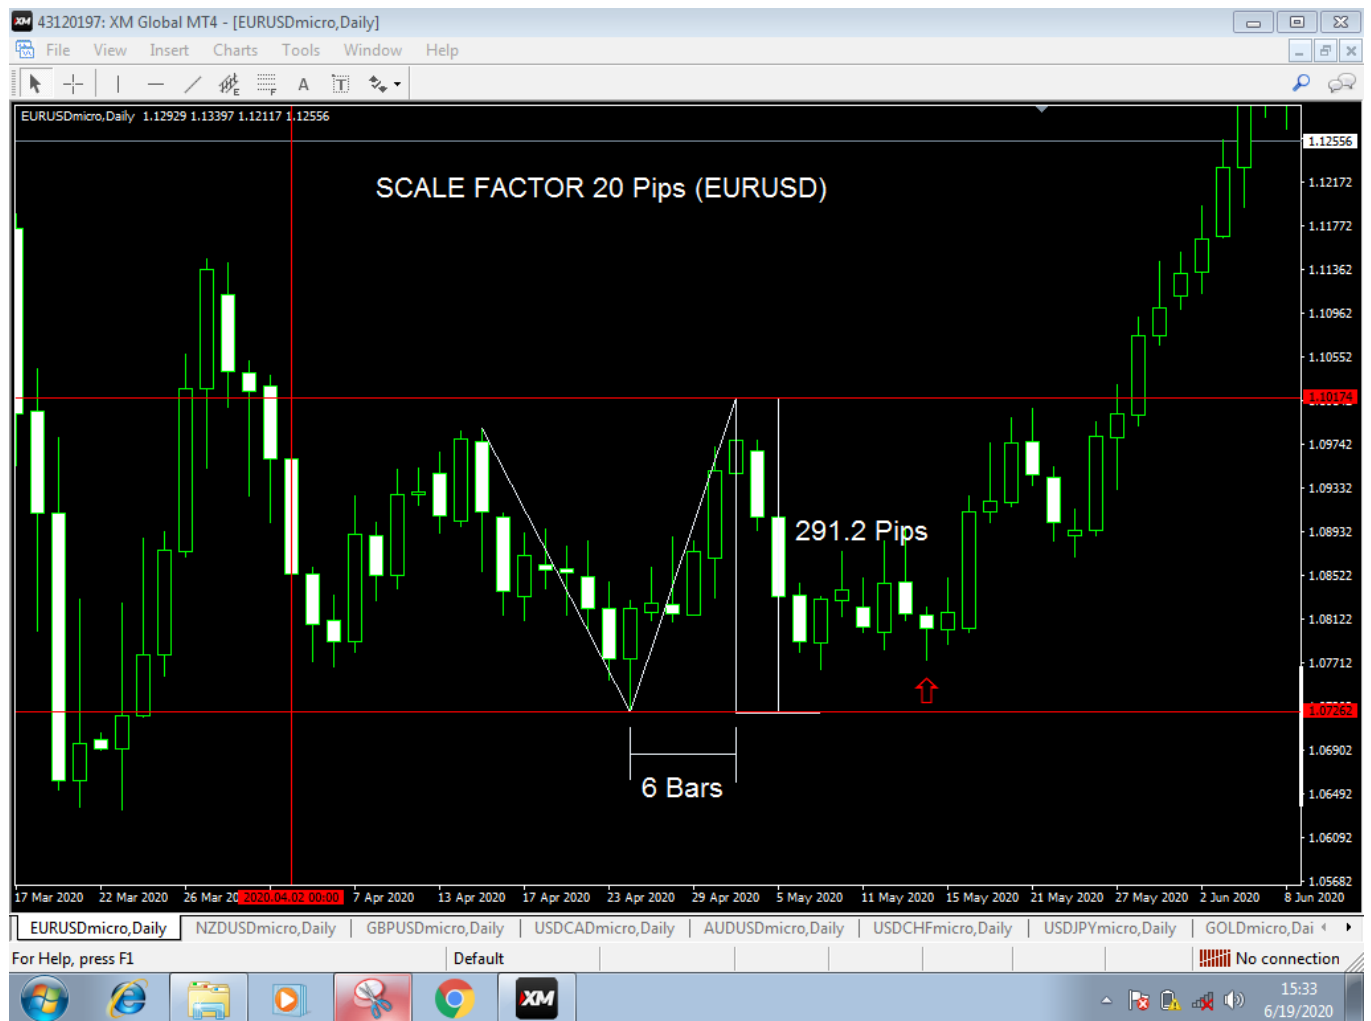 XM 43120197: XM Global MT4 - [EURUSDmicro,Daily]
File View Insert Charts Tools Window Help
E F A T
EURUSDmicro,Daily 1.12929 1.13397 1.12117 1.12556
1.12556
SCALE FACTOR 20 Pips (EURUSD)
1.12172
1.11772
1.11362
1.10962
1.10552
1.10174
1.09742
1.09332
291.2 Pips
1.08932
1.08522
1.08122
1.07712
1.07262
1.06902
6 Bars
1.06492
1.06092
1.05682
17 Mar 2020 22 Mar 2020 26 Mar 20 2020.04.02 00:00 7 Apr 2020 13 Apr 2020 17 Apr 2020 23 Apr 2020 29 Apr 2020 5 May 2020 11 May 2020 15 May 2020 21 May 2020 27 May 2020 2 Jun 2020 8 Jun 2020
EURUSDmicro,Daily NZDUSDmicro,Daily GBPUSDmicro,Daily USDCADmicro,Daily AUDUSDmicro,Daily USDCHFmicro,Daily USDJPYmicro,Daily GOLDmicro,Dai
For Help, press F1 Default No connection
XM
15:33
6/19/2020